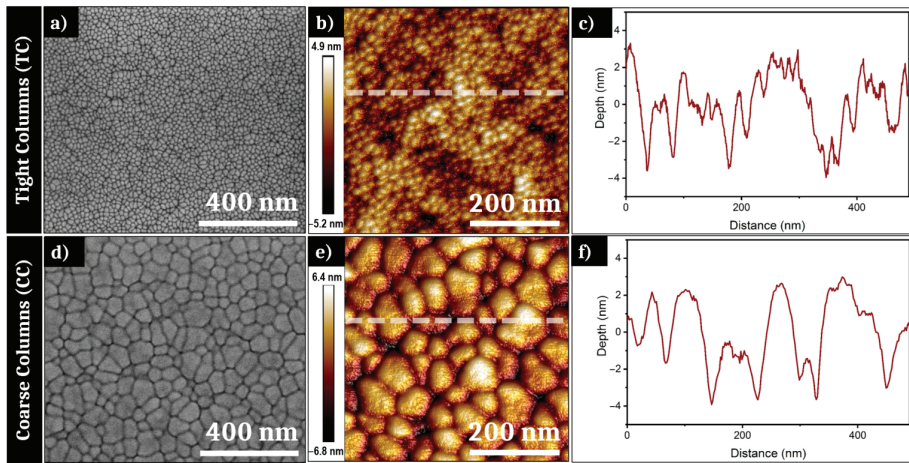 Tight Columns (TC)
a)
400 nm
b)
4.9 nm
−5.2 nm
200 nm
c)
Depth (nm)
4
2
0
-2
-4
0
200
400
Distance (nm)
Coarse Columns (CC)
d)
400 nm
e)
6.4 nm
−6.8 nm
200 nm
f)
Depth (nm)
4
2
0
-2
-4
0
200
400
Distance (nm)